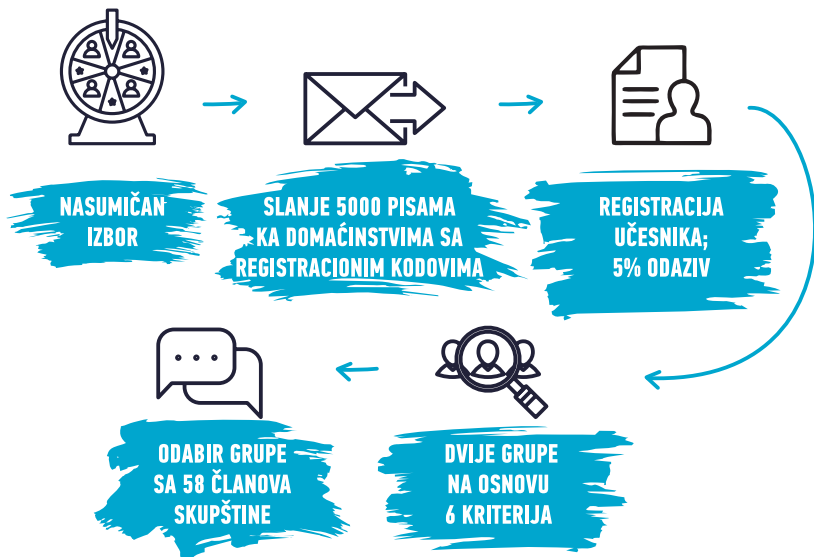 NASUMIČAN
IZBOR
SLANJE 5000 PISAMA
KA DOMAĆINSTVIMA SA
REGISTRACIONIM KODOVIMA
REGISTRACIJA
UČESNIKA;
5% ODAZIV
DVIJE GRUPE
NA OSNOVU
6 KRITERIJA
ODABIR GRUPE
SA 58 ČLANOVA
SKUPŠTINE